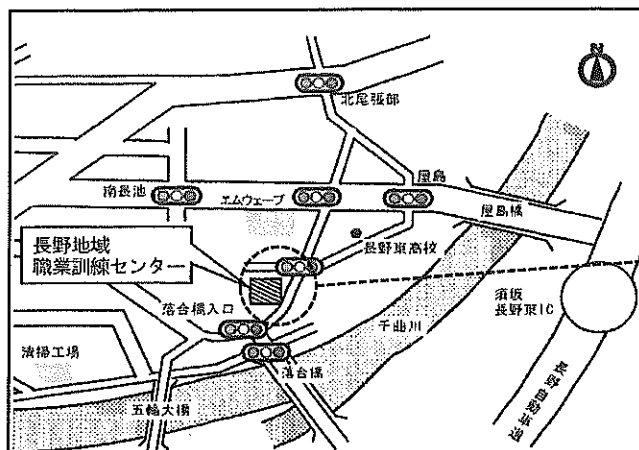 N
北尾張部
南長池
エムウェーブ
屋島
屋島橋
長野東高校
長野地域
職業訓練センター
落合橋入口
須坂
長野東IC
千曲川
清掃工場
落合橋
五輪大橋
長野自動車道